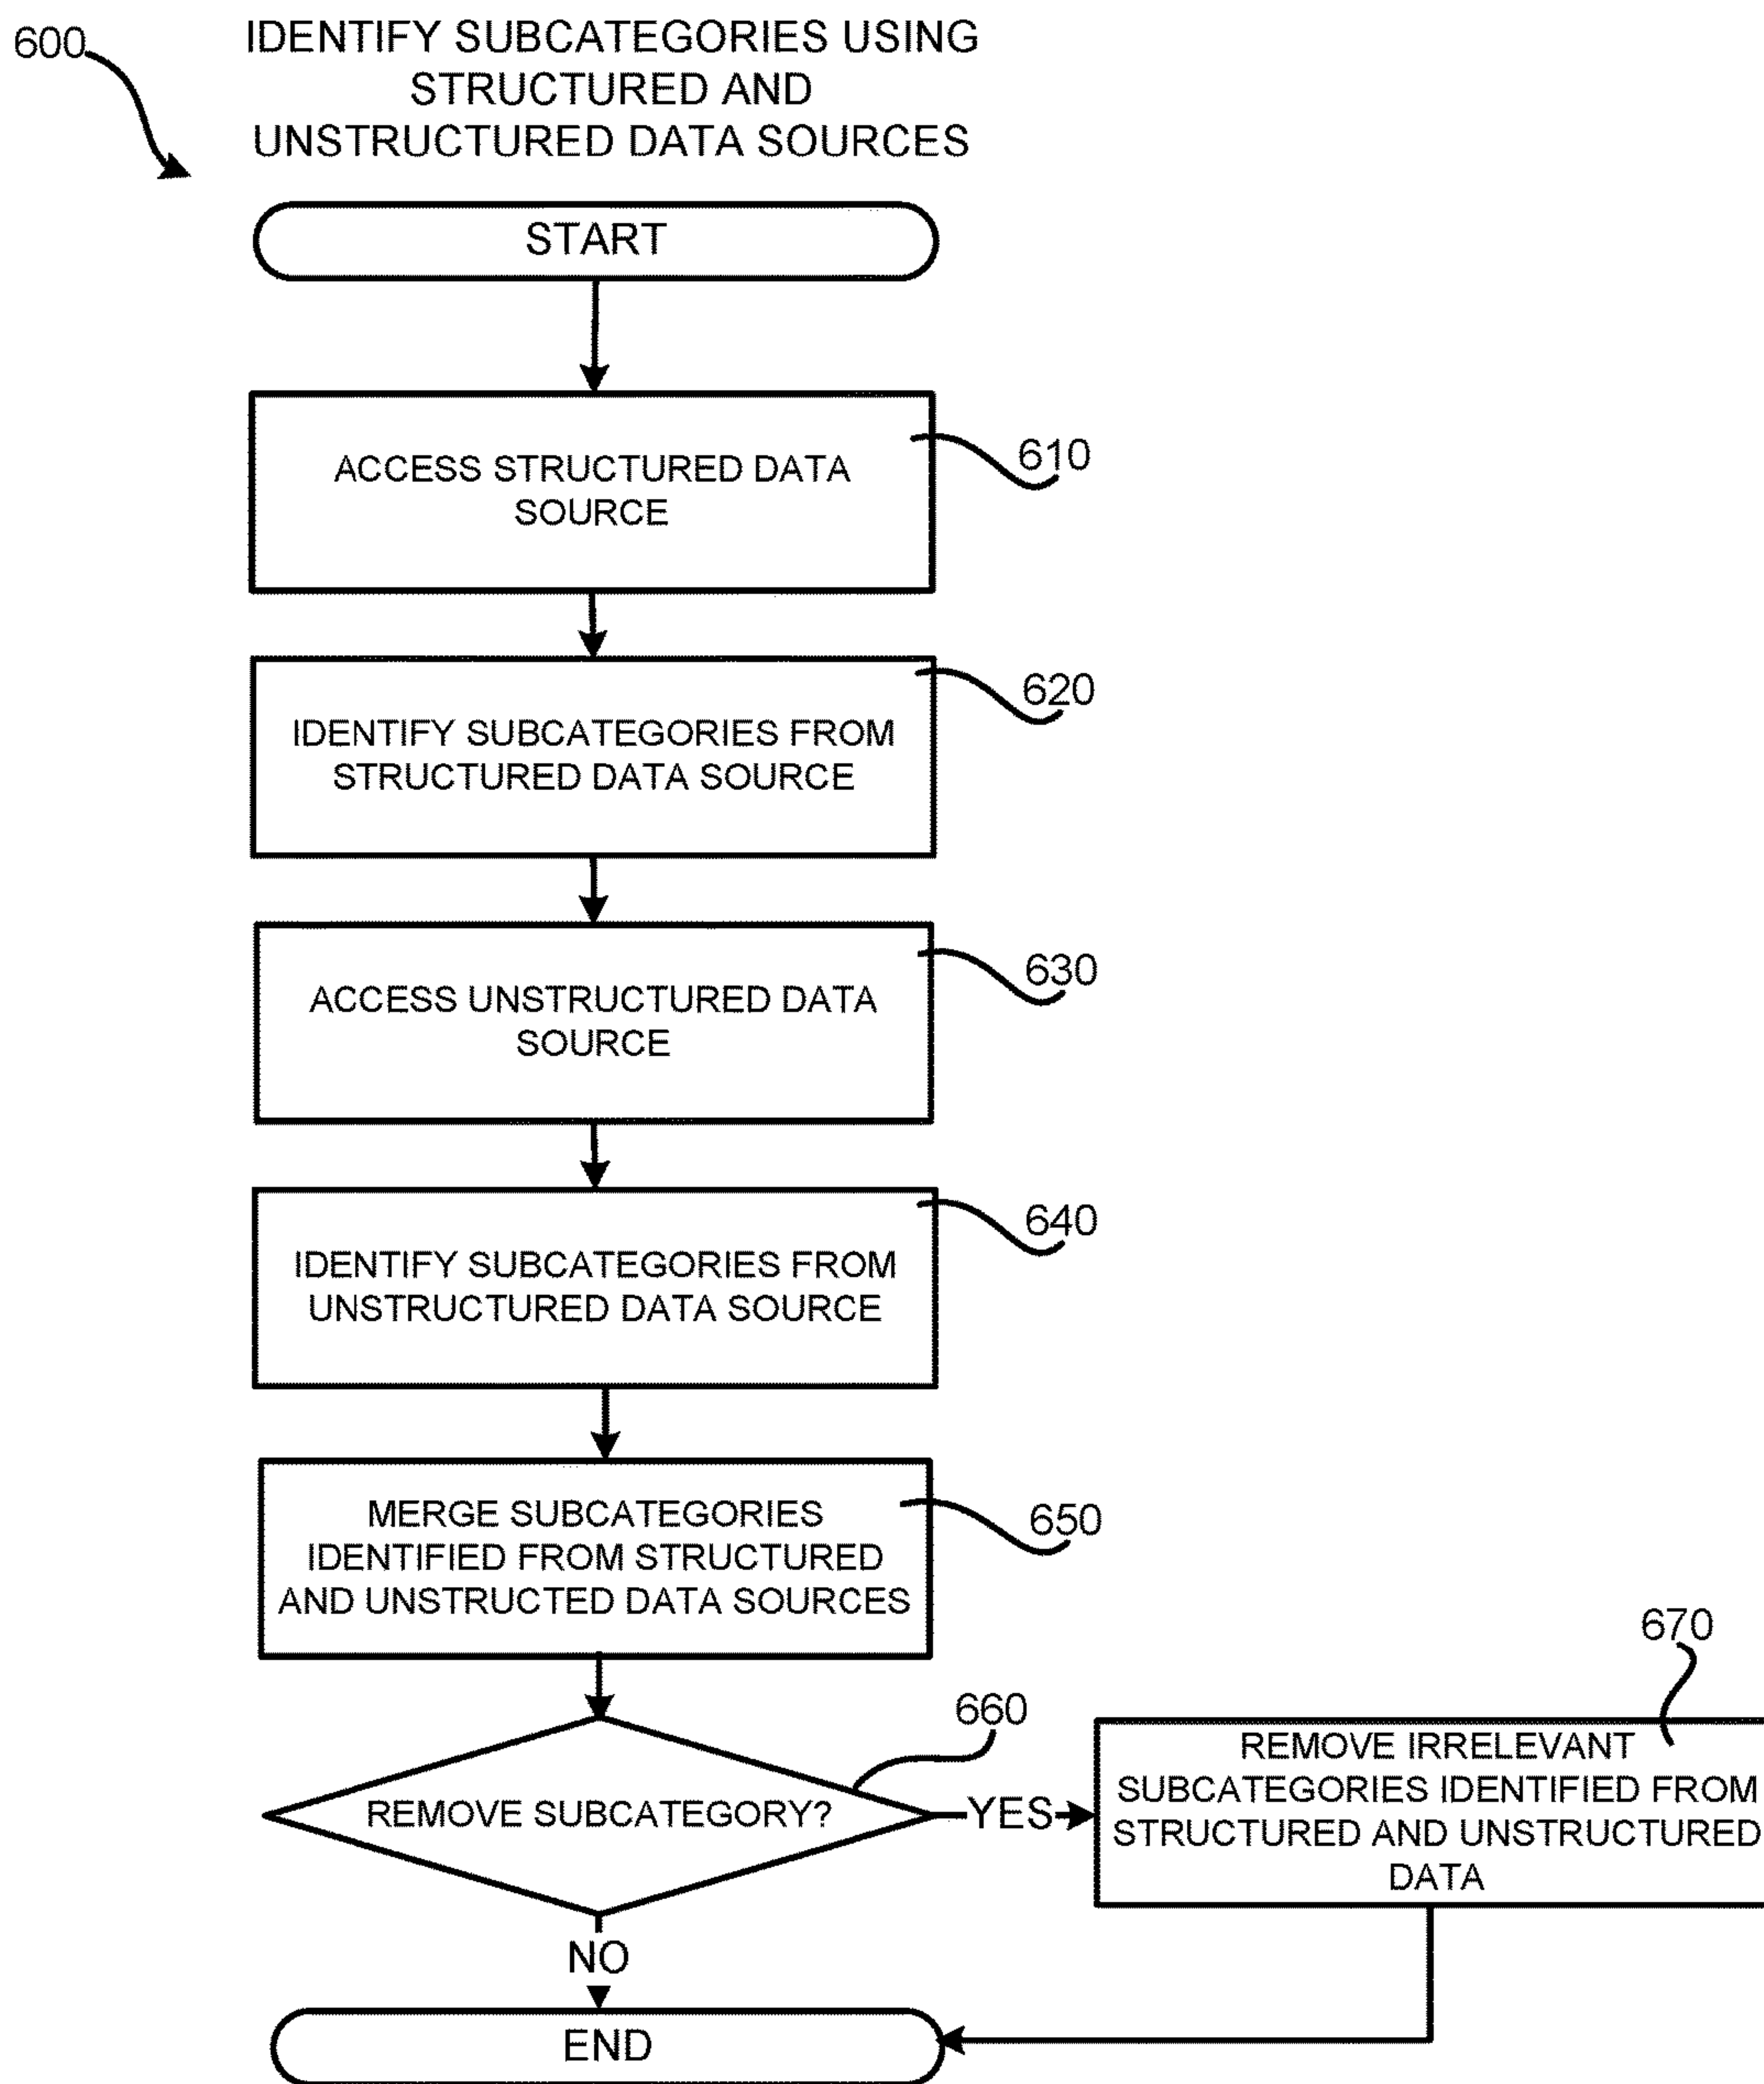 600
IDENTIFY SUBCATEGORIES USING
STRUCTURED AND
UNSTRUCTURED DATA SOURCES
START
ACCESS STRUCTURED DATA
SOURCE
610
IDENTIFY SUBCATEGORIES FROM
STRUCTURED DATA SOURCE
620
ACCESS UNSTRUCTURED DATA
SOURCE
630
IDENTIFY SUBCATEGORIES FROM
UNSTRUCTURED DATA SOURCE
640
MERGE SUBCATEGORIES
IDENTIFIED FROM STRUCTURED
AND UNSTRUCTED DATA SOURCES
650
REMOVE SUBCATEGORY?
660
YES
670
REMOVE IRRELEVANT
SUBCATEGORIES IDENTIFIED FROM
STRUCTURED AND UNSTRUCTURED
DATA
NO
END